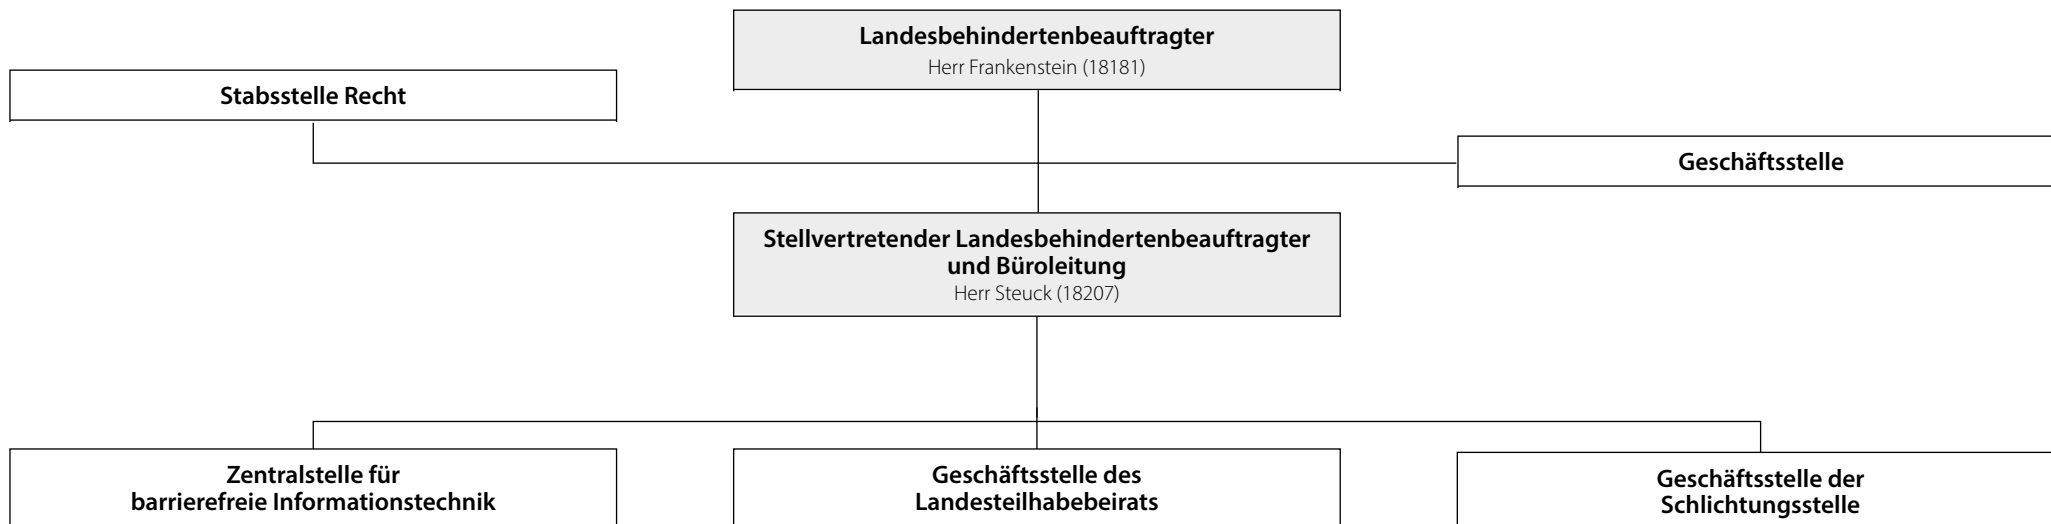 Landesbehindertenbeauftragter
Herr Frankenstein (18181)
Stabsstelle Recht
Geschäftsstelle
Stellvertretender Landesbehindertenbeauftragter
und Büroleitung
Herr Steuck (18207)
Zentralstelle für
barrierefreie Informationstechnik
Geschäftsstelle des
Landesteilhabebeirats
Geschäftsstelle der
Schlichtungsstelle